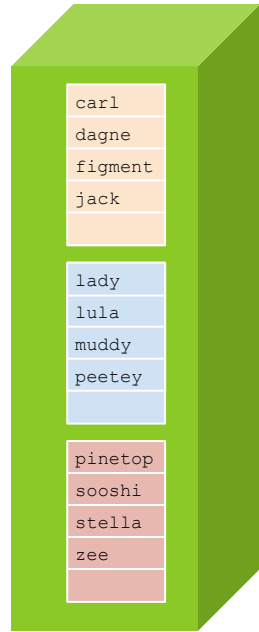 carl
dagne
figment
jack
lady
lula
muddy
peetey
pinetop
sooshi
stella
zee